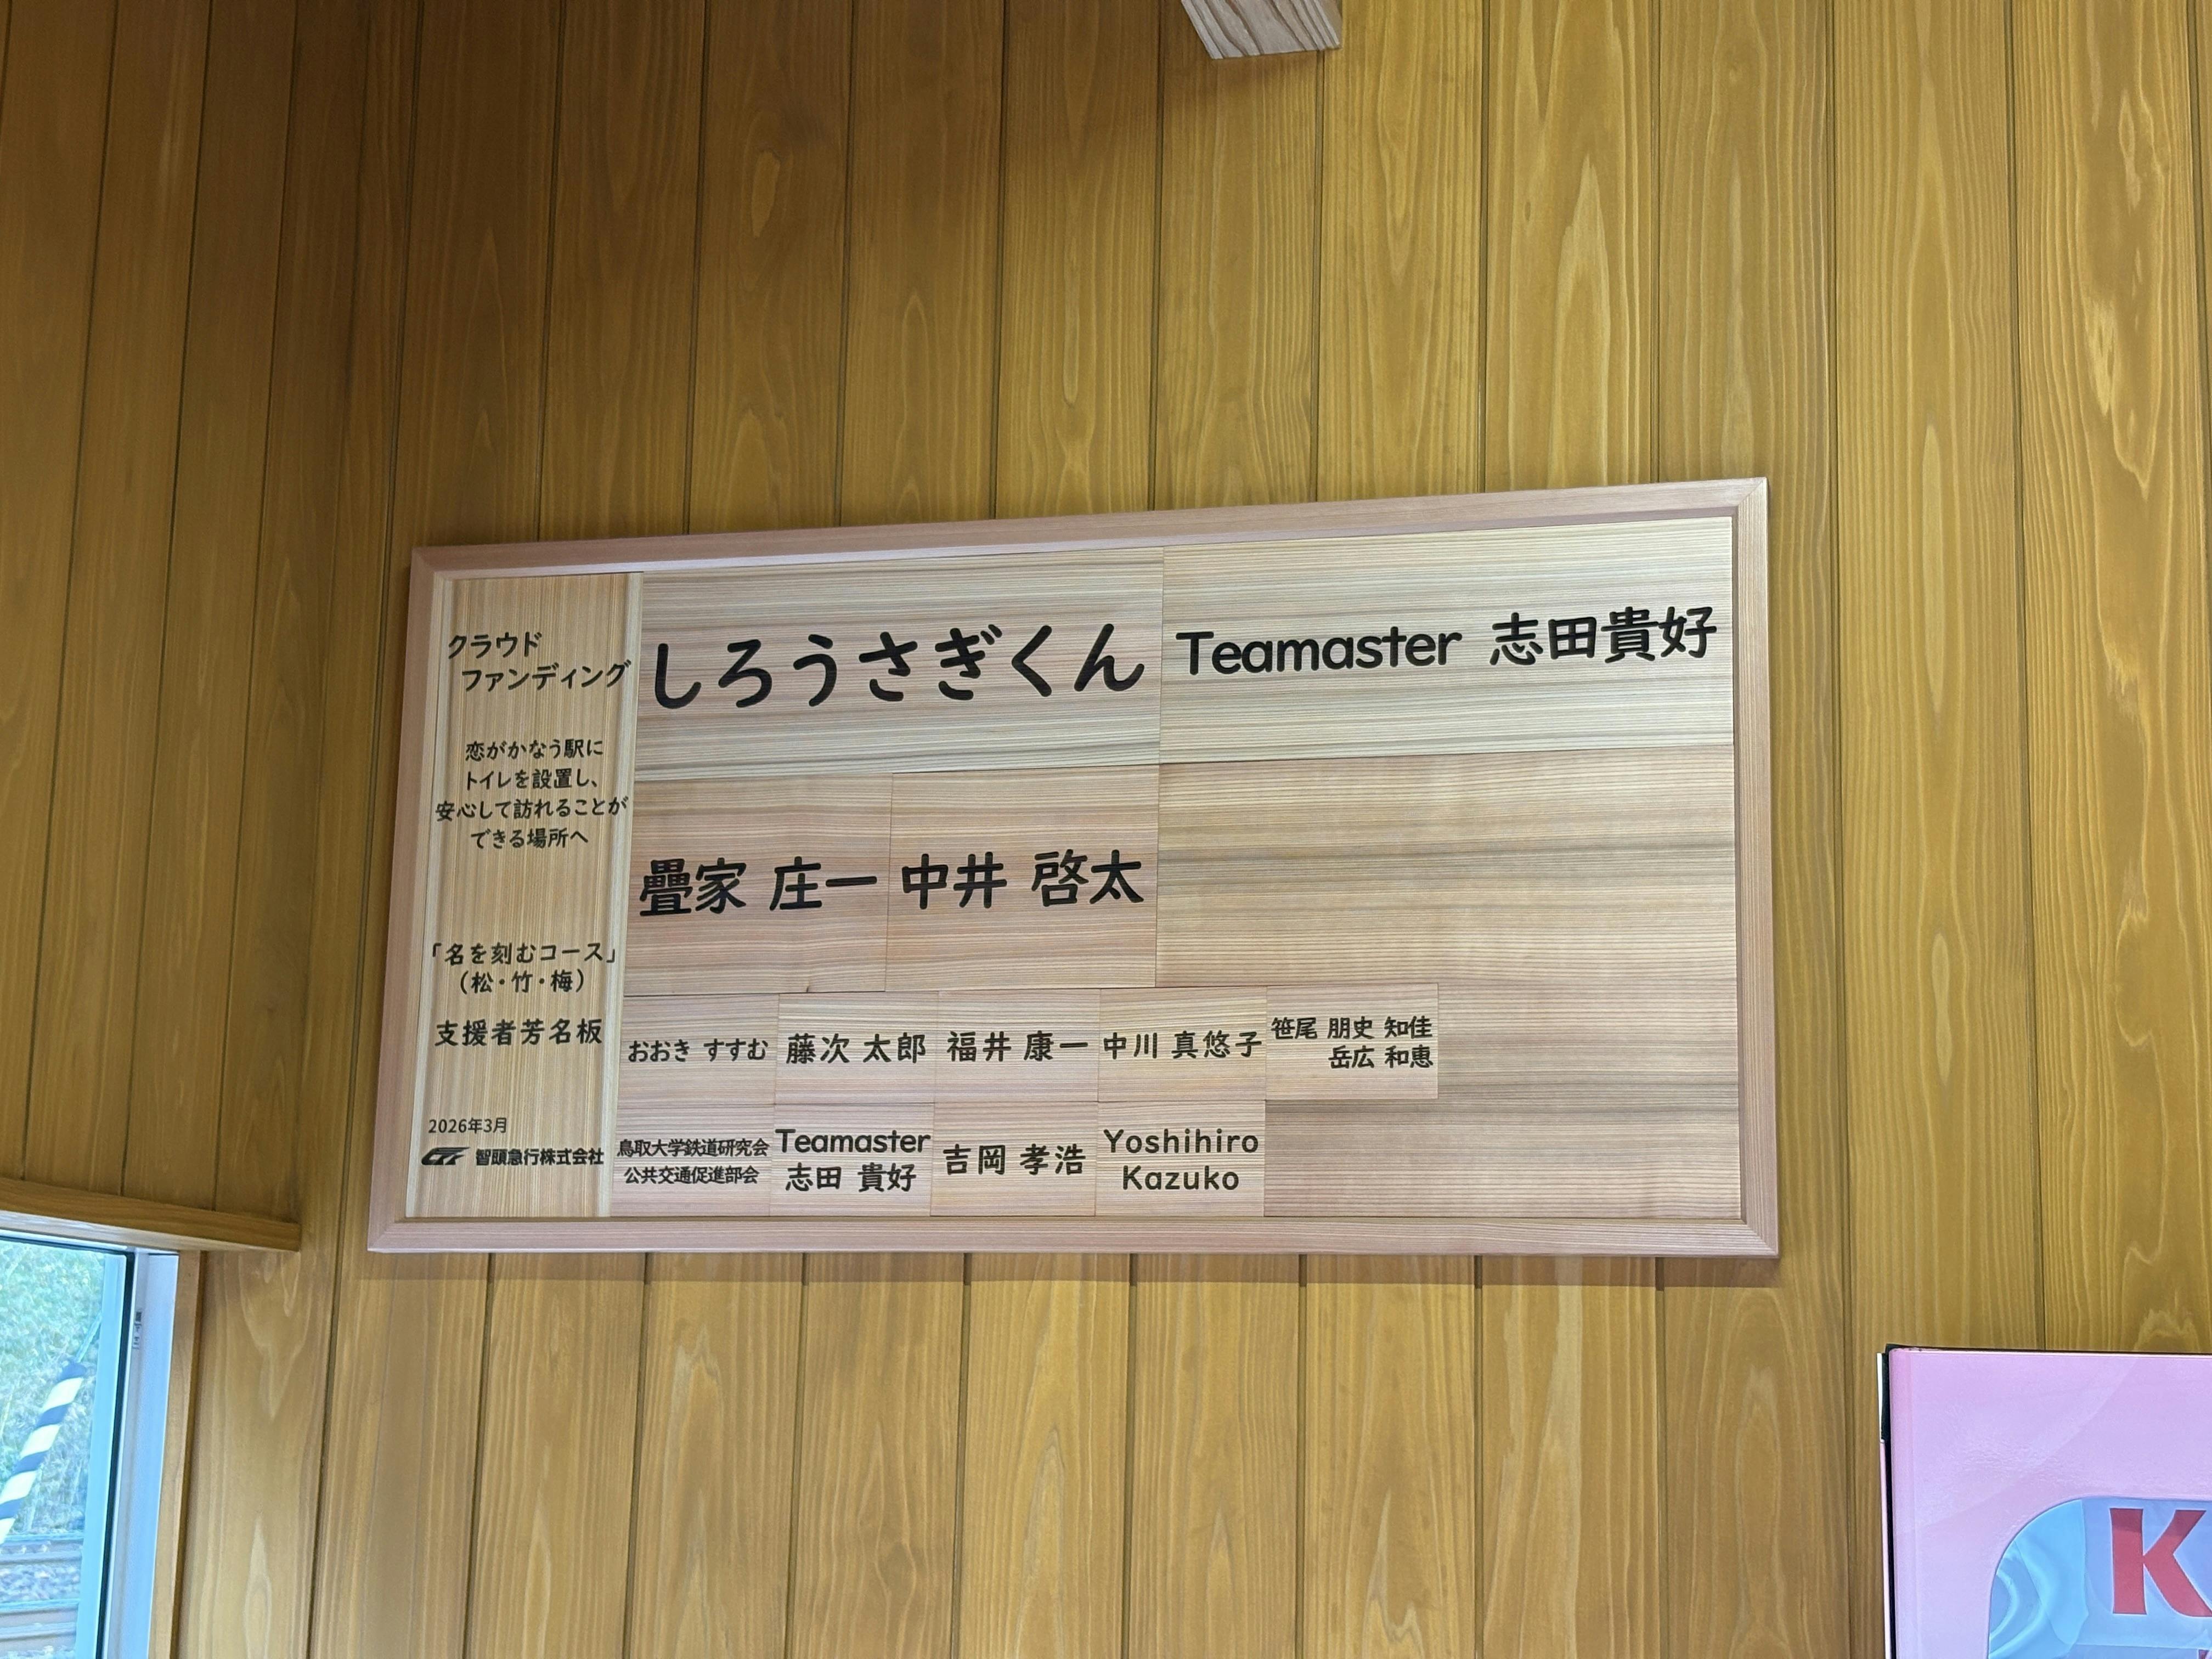 クラウド
ファンディング
恋がかなう駅に
トイレを設置し、
安心して訪れることが
できる場所へ
「名を刻むコース」
（松・竹・梅）
支援者芳名板
2026年3月
智頭急行株式会社
しろうさぎくん
Teamaster 志田貴好
疊家 庄一
中井 啓太
おおき すすむ
藤次 太郎
福井 康一
中川 真悠子
笹尾 朋史 知佳
岳広 和恵
鳥取大学鉄道研究会
公共交通促進部会
Teamaster
志田 貴好
吉岡 孝浩
Yoshihiro
Kazuko
K